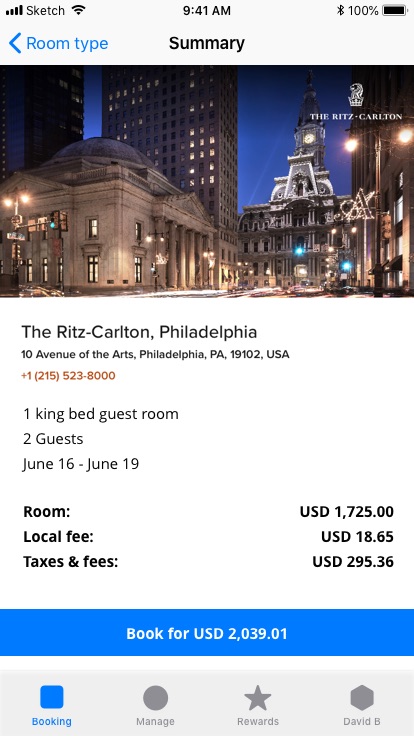 Sketch
9:41 AM
100%
Room type
Summary
THE RITZ-CARLTON
The Ritz-Carlton, Philadelphia
10 Avenue of the Arts, Philadelphia, PA, 19102, USA
+1 (215) 523-8000
1 king bed guest room
2 Guests
June 16 - June 19
Room: USD 1,725.00
Local fee: USD 18.65
Taxes & fees: USD 295.36
Book for USD 2,039.01
Booking
Manage
Rewards
David B